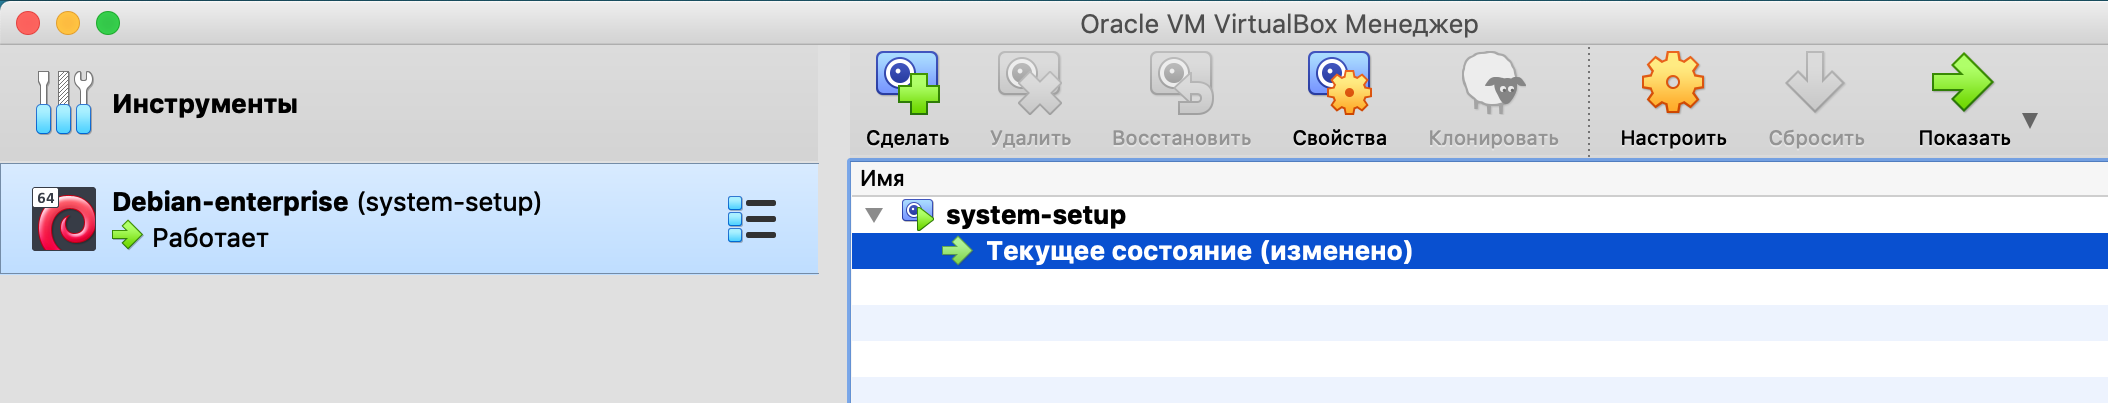 Oracle VM VirtualBox Менеджер
Инструменты
Сделать Удалить Восстановить Свойства Клонировать Настроить Сбросить Показать
Имя
64
Debian-enterprise (system-setup)
Работает
system-setup
Текущее состояние (изменено)